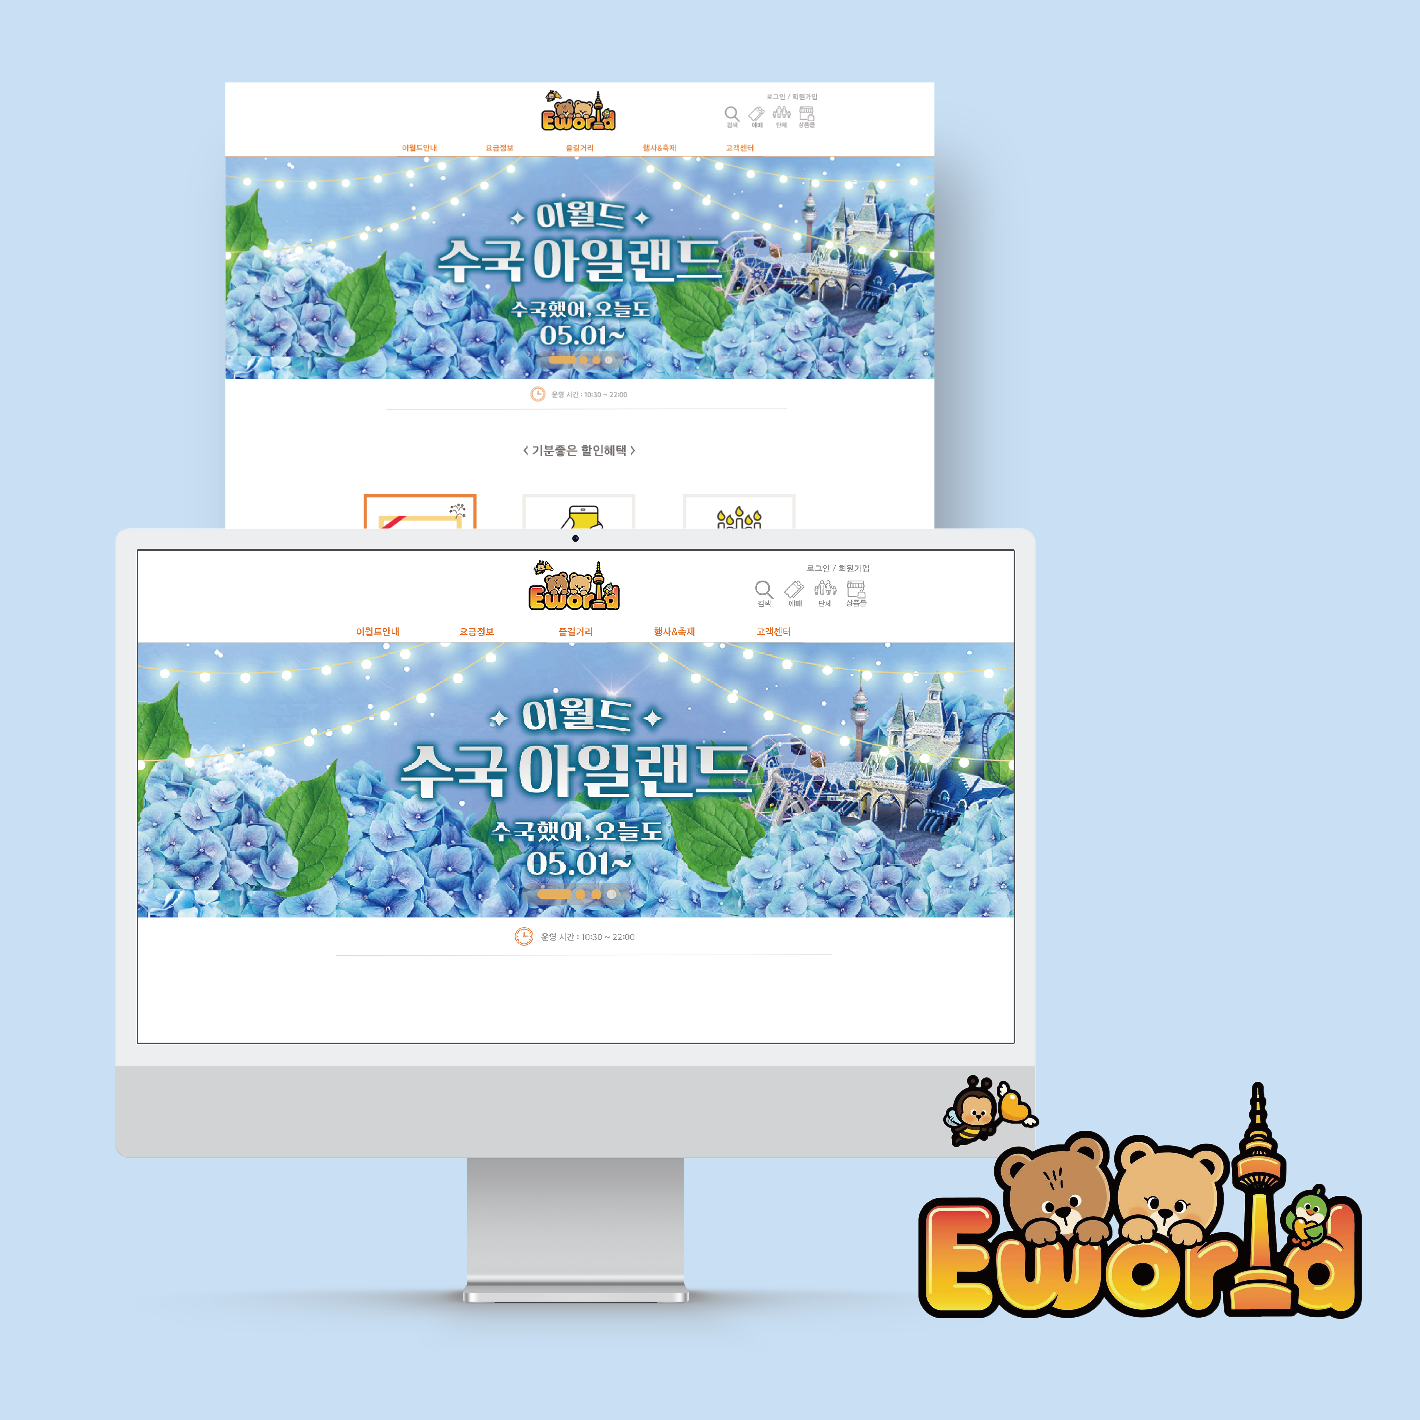 Eworld
로그인 / 회원가입
검색 예매 단체 상품몰
이월드안내 요금정보 즐길거리 행사&축제 고객센터
이월드
수국 아일랜드
수국했어, 오늘도
05.01~
운영 시간 : 10:30 ~ 22:00
< 기분좋은 할인혜택 >
Eworld
로그인 / 회원가입
검색 예매 단체 상품몰
이월드안내 요금정보 즐길거리 행사&축제 고객센터
이월드
수국 아일랜드
수국했어, 오늘도
05.01~
운영 시간 : 10:30 ~ 22:00
Eworld